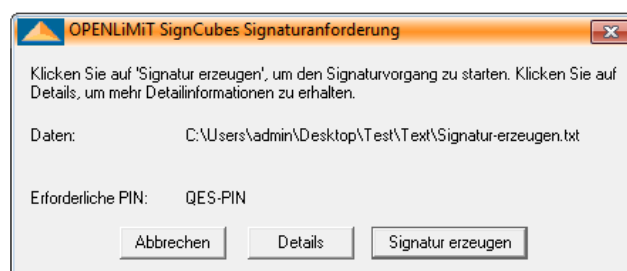 OPENLiMiT SignCubes Signaturanforderung
Klicken Sie auf 'Signatur erzeugen', um den Signaturvorgang zu starten. Klicken Sie auf
Details, um mehr Detailinformationen zu erhalten.
Daten: C:\Users\admin\Desktop\Test\Text\Signatur-erzeugen.txt
Erforderliche PIN: QES-PIN
Abbrechen Details Signatur erzeugen